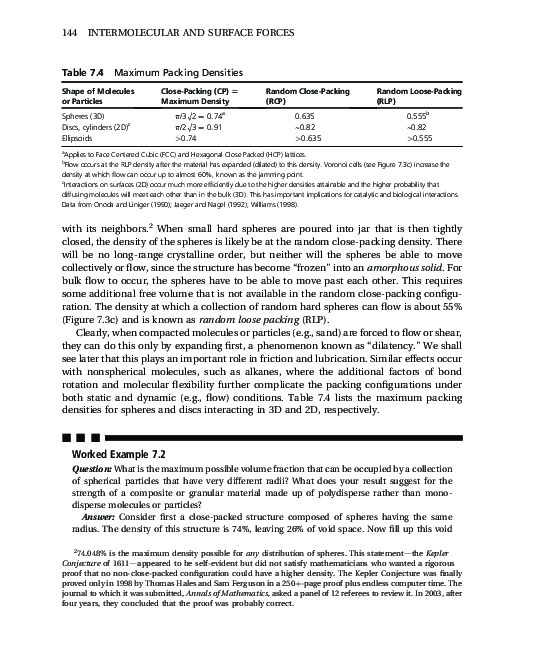 144 INTERMOLECULAR AND SURFACE FORCES
Table 7.4 Maximum Packing Densities
Shape of Molecules or Particles
Close-Packing (CP) = Maximum Density
Random Close-Packing (RCP)
Random Loose-Packing (RLP)
Spheres (3D) π/3√2 = 0.74ᵃ 0.635 0.555ᵇ
Discs, cylinders (2D)ᶜ π/2√3 = 0.91 ~0.82 ~0.82
Ellipsoids >0.74 >0.635 >0.555
ᵃApplies to Face Centered Cubic (FCC) and Hexagonal Close Packed (HCP) lattices.
ᵇFlow occurs at the RLP density after the material has expanded (dilated) to this density. Voronoi cells (see Figure 7.3c) increase the
density at which flow can occur up to almost 60%, known as the jamming point.
ᶜInteractions on surfaces (2D) occur much more efficiently due to the higher densities attainable and the higher probability that
diffusing molecules will meet each other than in the bulk (3D). This has important implications for catalytic and biological interactions.
Data from Onoda and Liniger (1990); Jaeger and Nagel (1992); Williams (1998).
with its neighbors.² When small hard spheres are poured into jar that is then tightly
closed, the density of the spheres is likely at the random close-packing density. There
will be no long-range crystalline order, but neither will the spheres be able to move
collectively or flow, since the structure has become “frozen” into an amorphous solid. For
bulk flow to occur, the spheres have to be able to move past each other. This requires
some additional free volume that is not available in the random close-packing configu-
ration. The density at which a collection of random hard spheres can flow is about 55%
(Figure 7.3c) and is known as random loose packing (RLP).
Clearly, when compacted molecules or particles (e.g., sand) are forced to flow or shear,
they can do this only by expanding first, a phenomenon known as “dilatency.” We shall
see later that this plays an important role in friction and lubrication. Similar effects occur
with nonspherical molecules, such as alkanes, where the additional factors of bond
rotation and molecular flexibility further complicate the packing configurations under
both static and dynamic (e.g., flow) conditions. Table 7.4 lists the maximum packing
densities for spheres and discs interacting in 3D and 2D, respectively.
Worked Example 7.2
Question: What is the maximum possible volume fraction that can be occupied by a collection
of spherical particles that have very different radii? What does your result suggest for the
strength of a composite or granular material made up of polydisperse rather than mono-
disperse molecules or particles?
Answer: Consider first a close-packed structure composed of spheres having the same
radius. The density of this structure is 74%, leaving 26% of void space. Now fill up this void
²74.048% is the maximum density possible for any distribution of spheres. This statement—the Kepler
Conjecture of 1611—appeared to be self-evident but did not satisfy mathematicians who wanted a rigorous
proof that no non-close-packed configuration could have a higher density. The Kepler Conjecture was finally
proved only in 1998 by Thomas Hales and Sam Ferguson in a 250+-page proof plus endless computer time. The
journal to which it was submitted, Annals of Mathematics, asked a panel of 12 referees to review it. In 2003, after
four years, they concluded that the proof was probably correct.